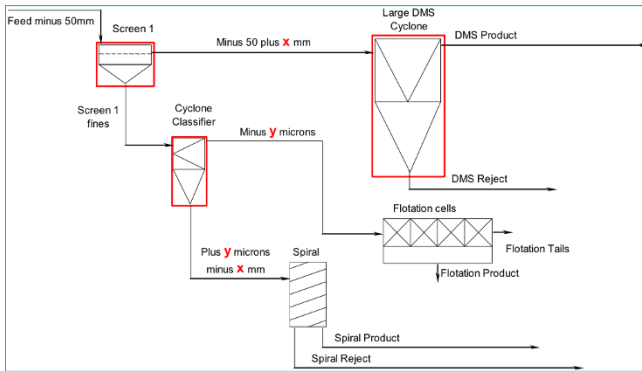 Feed minus 50mm
Screen 1
Minus 50 plus x mm
Large DMS
Cyclone
DMS Product
Screen 1
fines
Cyclone
Classifier
Minus y microns
DMS Reject
Flotation cells
Flotation Tails
Flotation Product
Plus y microns
minus x mm
Spiral
Spiral Product
Spiral Reject